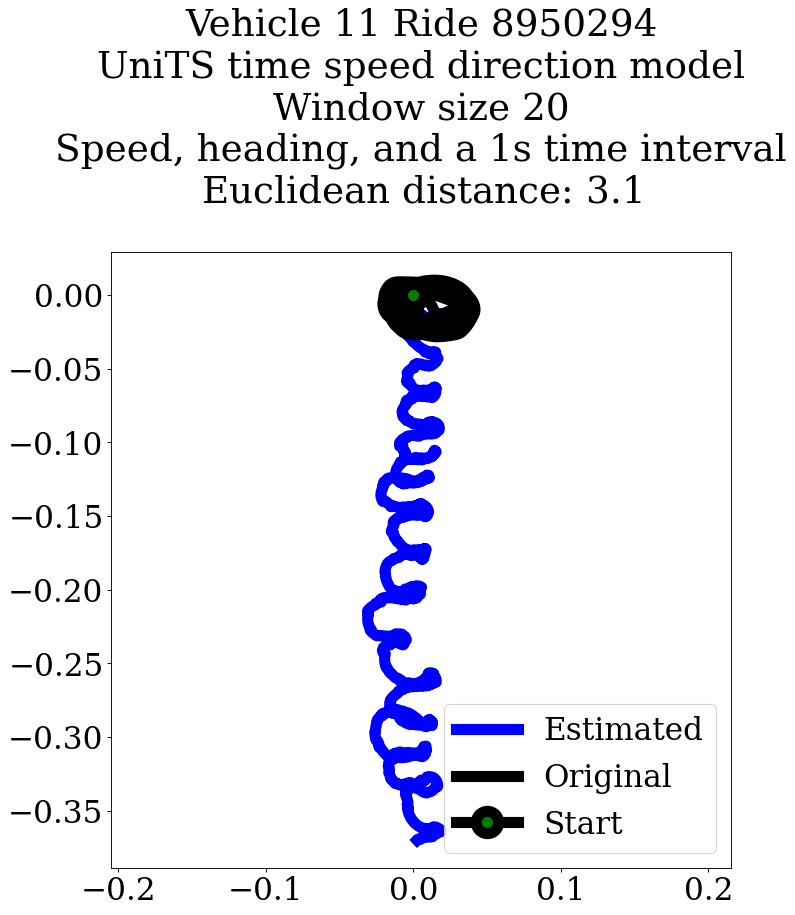 Vehicle 11 Ride 8950294
UniTS time speed direction model
Window size 20
Speed, heading, and a 1s time interval
Euclidean distance: 3.1
0.00
−0.05
−0.10
−0.15
−0.20
−0.25
−0.30
−0.35
Estimated
Original
Start
−0.2 −0.1 0.0 0.1 0.2